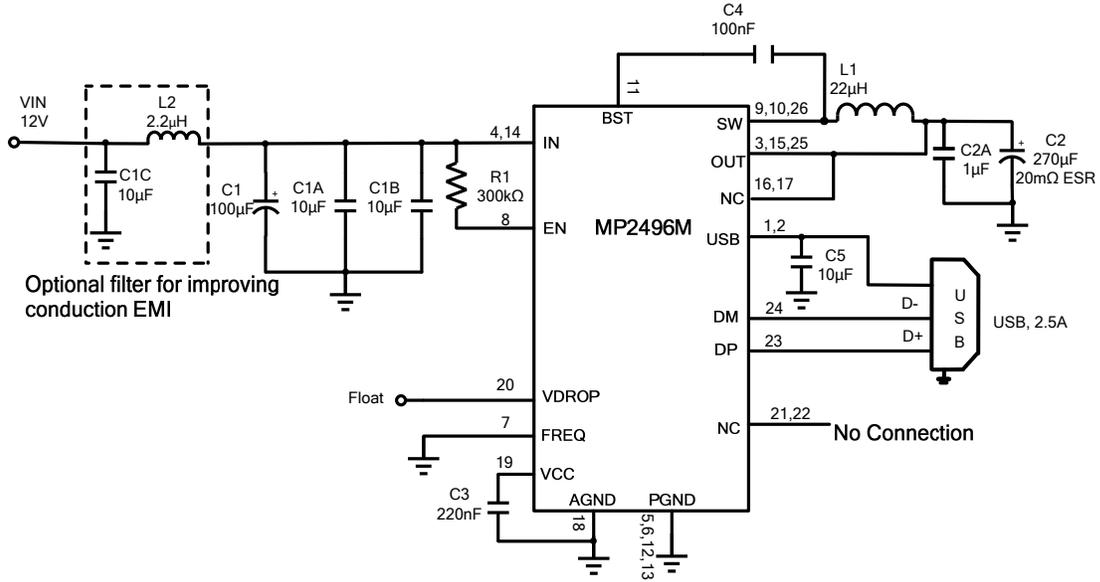 C4
100nF
VIN
12V
L2
2.2µH
11
BST
L1
22µH
4,14
IN
SW
9,10,26
C1C
10µF
C1
100µF
C1A
10µF
C1B
10µF
R1
300kΩ
OUT
3,15,25
C2A
1µF
C2
270µF
20mΩ ESR
NC
16,17
8
EN
MP2496M
USB
1,2
C5
10µF
Optional filter for improving
conduction EMI
DM
24
D-
DP
23
D+
U
S
B
USB, 2.5A
Float
20
VDROP
7
FREQ
NC
21,22
No Connection
19
VCC
C3
220nF
AGND
18
PGND
5,6,12,13